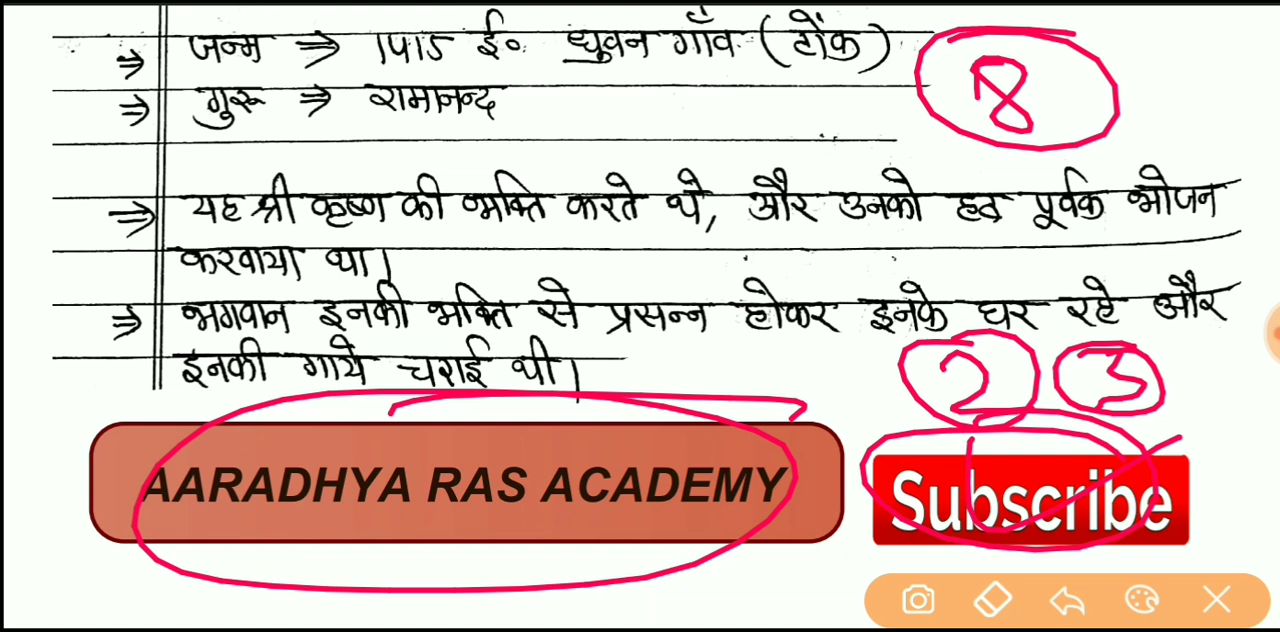 ⇒ जन्म ⇒ 1415 ई० धुवन गाँव (टोंक)
8
⇒ गुरू ⇒ रामानन्द
⇒ यह श्री कृष्ण की भक्ति करते थे, और उनको हठ पूर्वक भोजन
करवाया था।
⇒ भगवान इनकी भक्ति से प्रसन्न होकर इनके घर रहे और
इनकी गाये चराई थी।
2 3
AARADHYA RAS ACADEMY
Subscribe